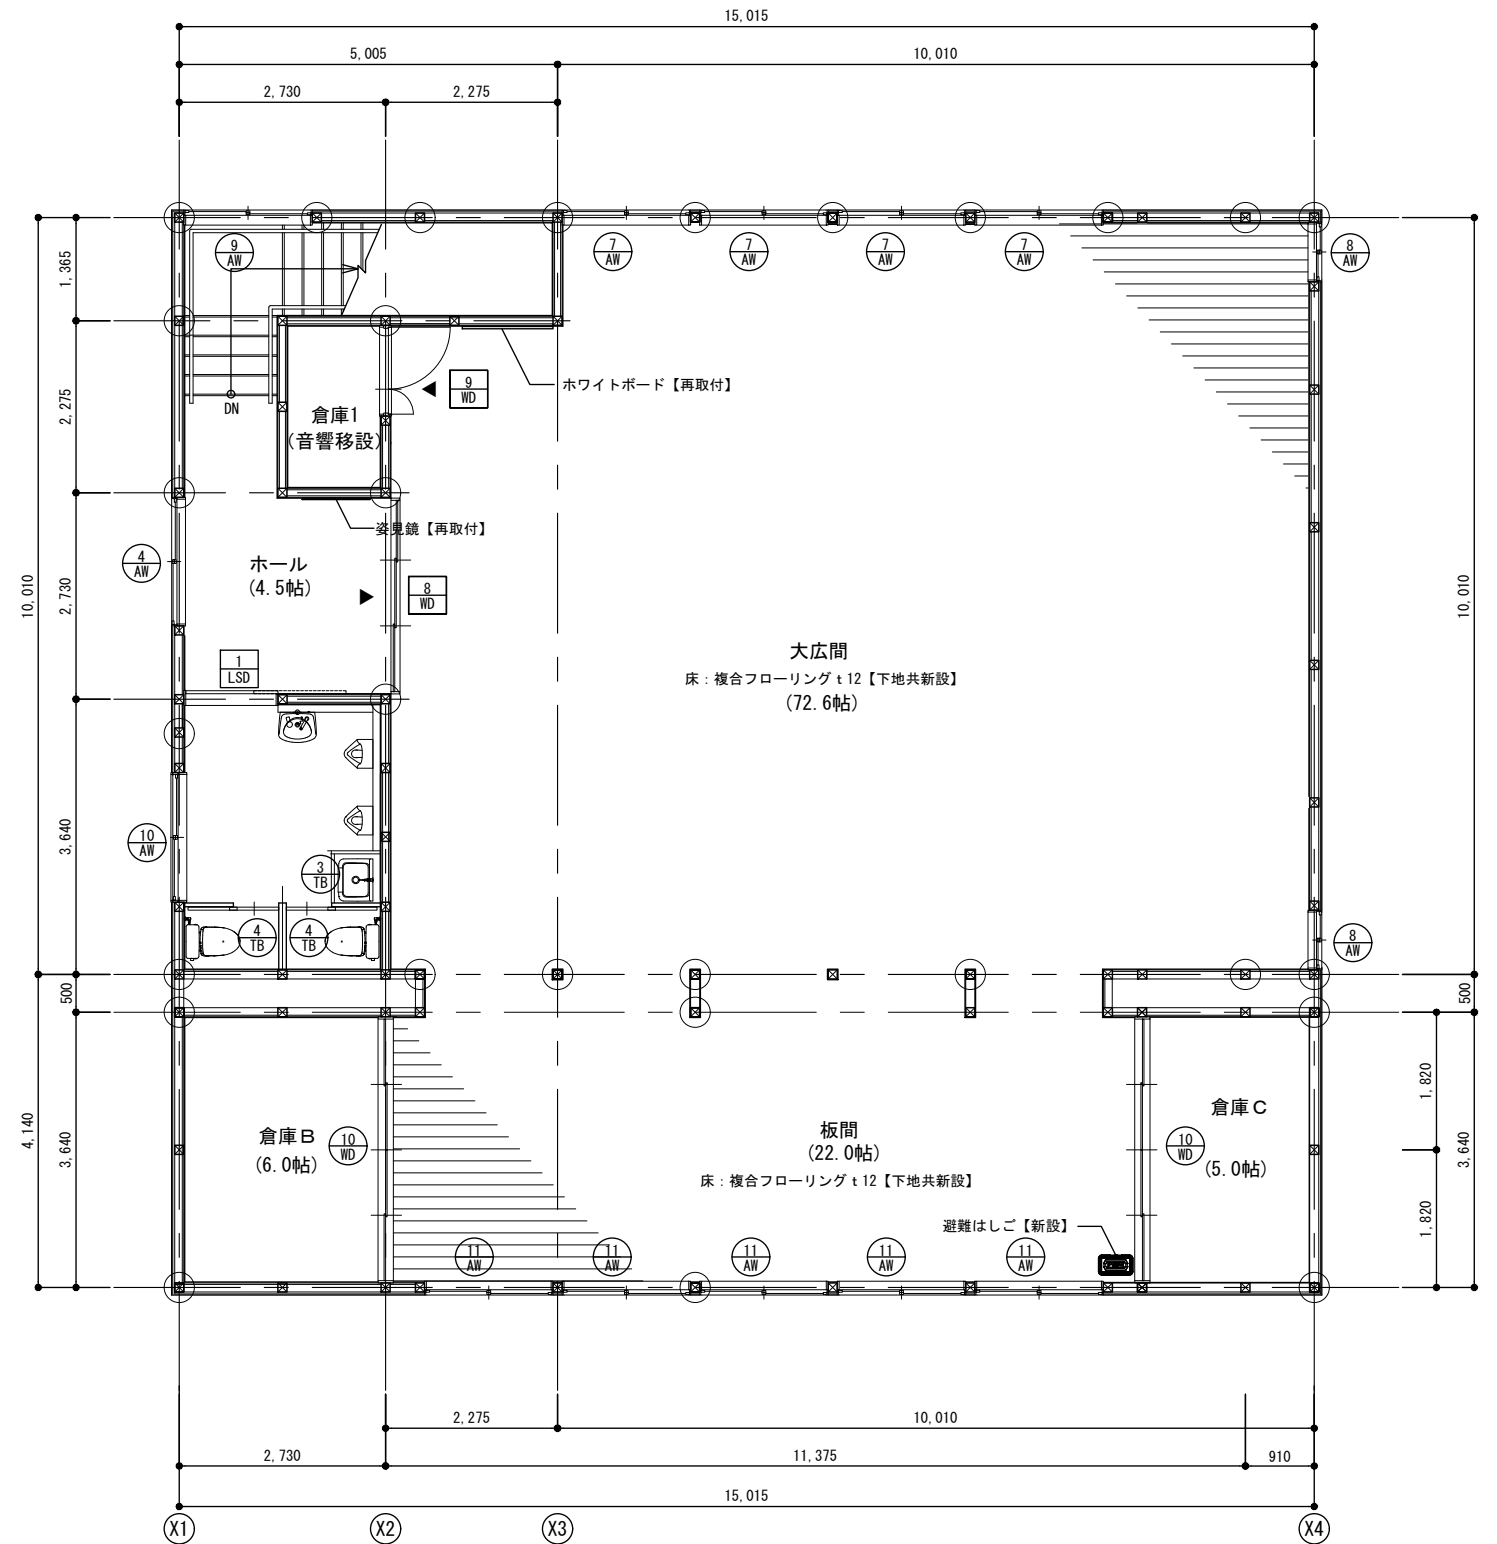 15,015
5,005
10,010
2,730
2,275
9
AW
7
AW
7
AW
7
AW
7
AW
8
AW
1,365
2,275
2,730
3,640
500
3,640
10,010
4,140
DN
倉庫1
(音響移設)
9
WD
ホワイトボード【再取付】
姿見鏡【再取付】
4
AW
ホール
(4.5帖)
8
WD
1
LSD
大広間
床：複合フローリングｔ12【下地共新設】
(72.6帖)
10,010
10
AW
3
TB
4
TB
4
TB
8
AW
500
1,820
1,820
3,640
倉庫Ｂ
(6.0帖)
10
WD
板間
(22.0帖)
床：複合フローリングｔ12【下地共新設】
10
WD
倉庫Ｃ
(5.0帖)
避難はしご【新設】
11
AW
11
AW
11
AW
11
AW
11
AW
2,275
10,010
2,730
11,375
910
15,015
X1
X2
X3
X4